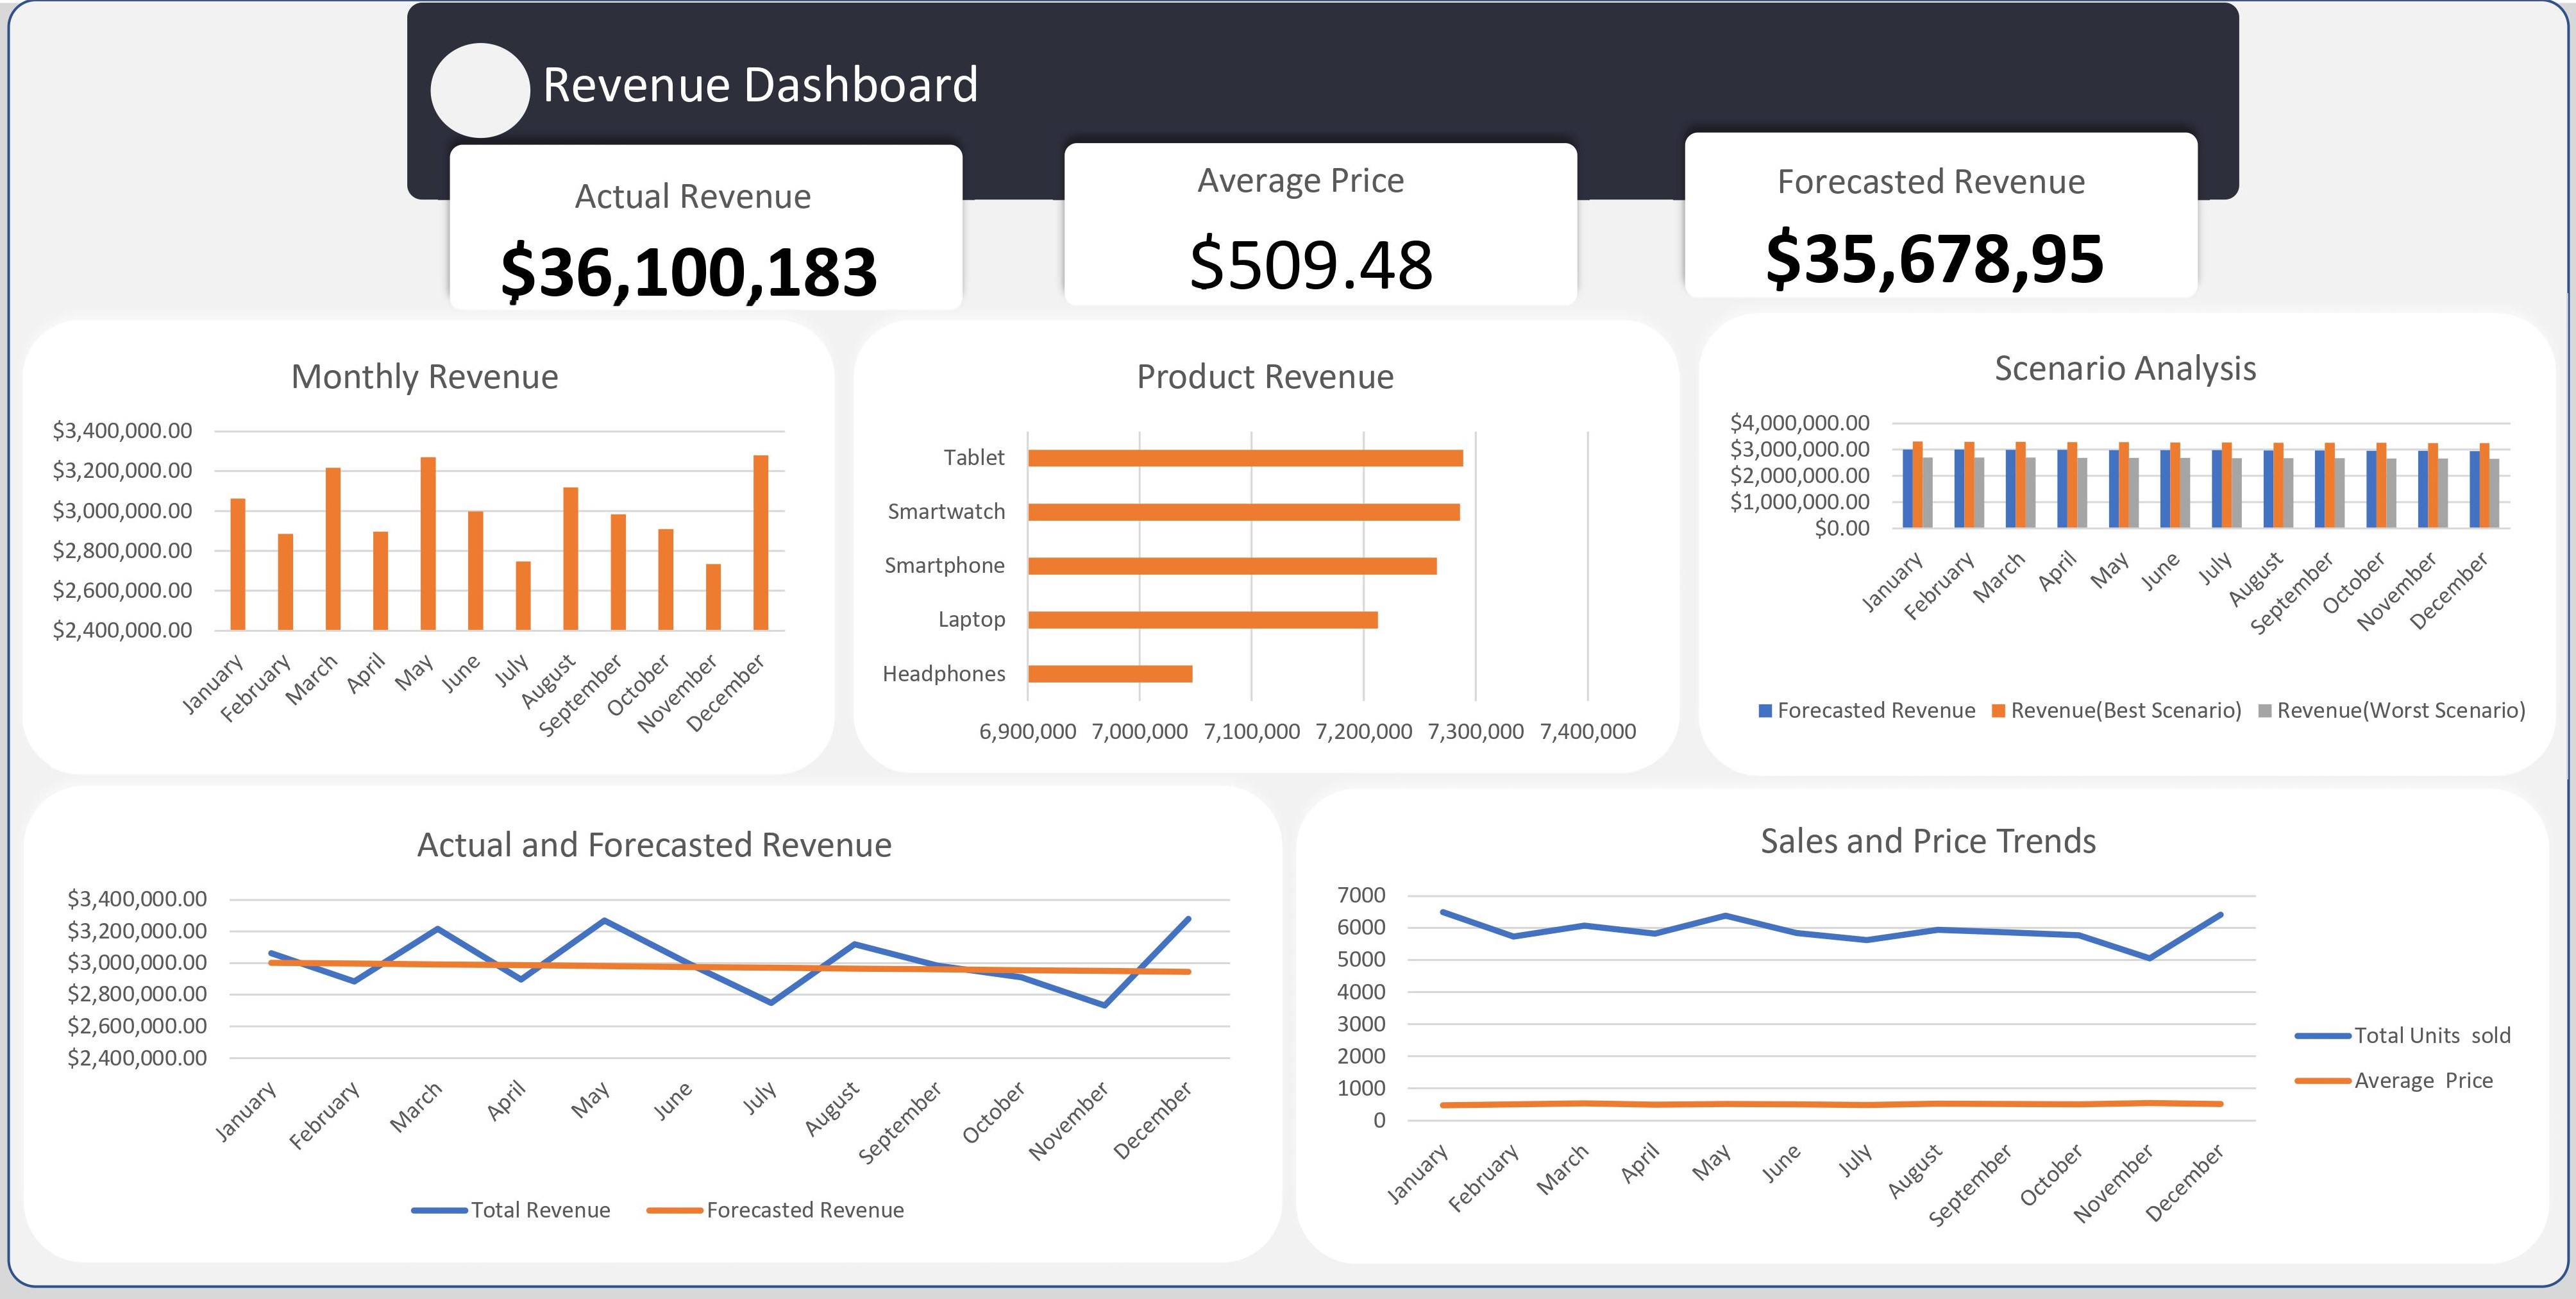 Revenue Dashboard
Actual Revenue
$36,100,183
Average Price
$509.48
Forecasted Revenue
$35,678,95
Monthly Revenue
$3,400,000.00
$3,200,000.00
$3,000,000.00
$2,800,000.00
$2,600,000.00
$2,400,000.00
January
February
March
April
May
June
July
August
September
October
November
December
Product Revenue
Tablet
Smartwatch
Smartphone
Laptop
Headphones
6,900,000 7,000,000 7,100,000 7,200,000 7,300,000 7,400,000
Scenario Analysis
$4,000,000.00
$3,000,000.00
$2,000,000.00
$1,000,000.00
$0.00
January
February
March
April
May
June
July
August
September
October
November
December
Forecasted Revenue Revenue(Best Scenario) Revenue(Worst Scenario)
Actual and Forecasted Revenue
$3,400,000.00
$3,200,000.00
$3,000,000.00
$2,800,000.00
$2,600,000.00
$2,400,000.00
January
February
March
April
May
June
July
August
September
October
November
December
Total Revenue Forecasted Revenue
Sales and Price Trends
7000
6000
5000
4000
3000
2000
1000
0
January
February
March
April
May
June
July
August
September
October
November
December
Total Units sold
Average Price